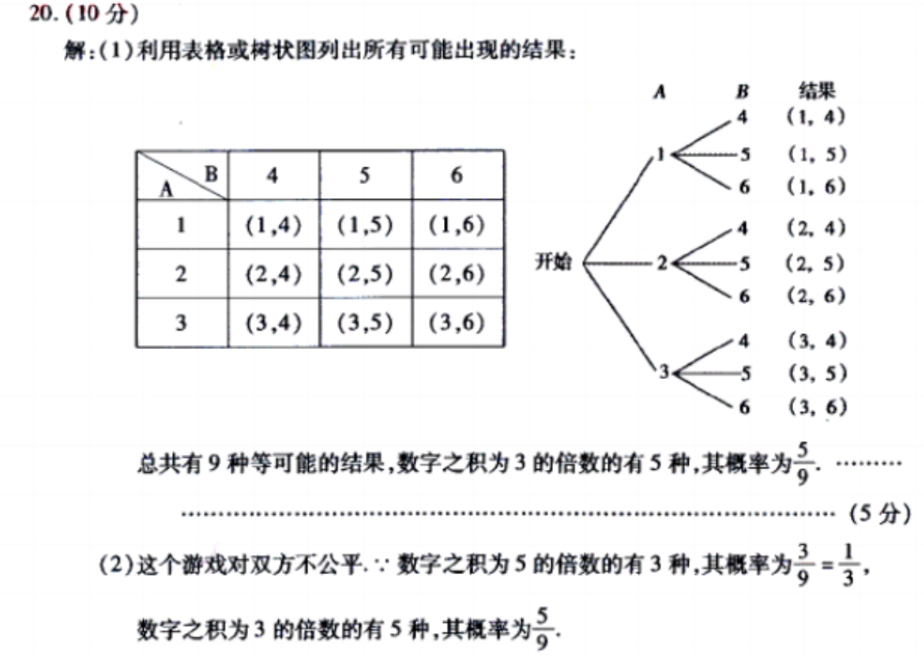 20.(10 分)
解:(1)利用表格或树状图列出所有可能出现的结果:
A B 4 5 6
1 (1,4) (1,5) (1,6)
2 (2,4) (2,5) (2,6)
3 (3,4) (3,5) (3,6)
A B 结果
4 (1, 4)
1 5 (1, 5)
6 (1, 6)
4 (2, 4)
开始 2 5 (2, 5)
6 (2, 6)
4 (3, 4)
3 5 (3, 5)
6 (3, 6)
总共有 9 种等可能的结果,数字之积为 3 的倍数的有 5 种,其概率为5/9. ………
…………………………………………………………………… (5 分)
(2)这个游戏对双方不公平.∵ 数字之积为 5 的倍数的有 3 种,其概率为3/9=1/3,
数字之积为 3 的倍数的有 5 种,其概率为5/9.